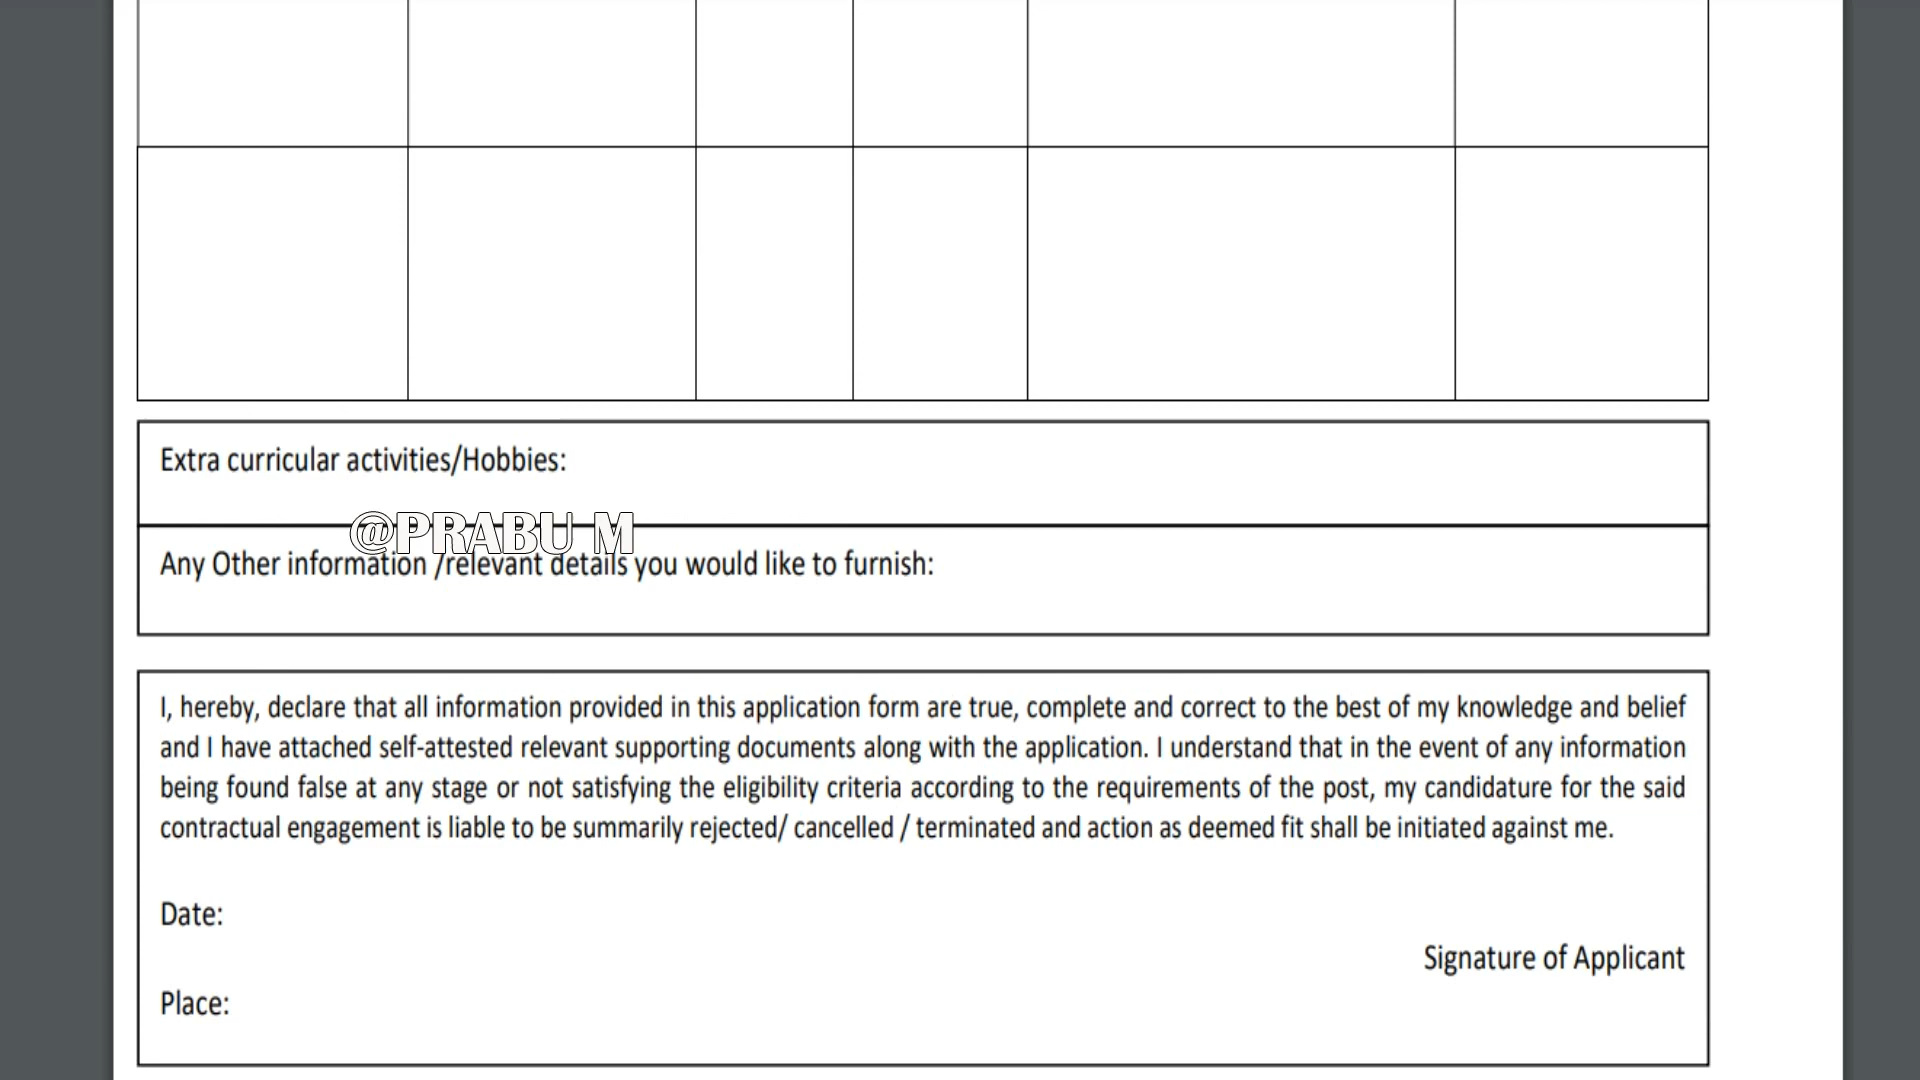 Extra curricular activities/Hobbies:
@PRABU M
Any Other information /relevant details you would like to furnish:
I, hereby, declare that all information provided in this application form are true, complete and correct to the best of my knowledge and belief
and I have attached self-attested relevant supporting documents along with the application. I understand that in the event of any information
being found false at any stage or not satisfying the eligibility criteria according to the requirements of the post, my candidature for the said
contractual engagement is liable to be summarily rejected/ cancelled / terminated and action as deemed fit shall be initiated against me.
Date:
Signature of Applicant
Place: